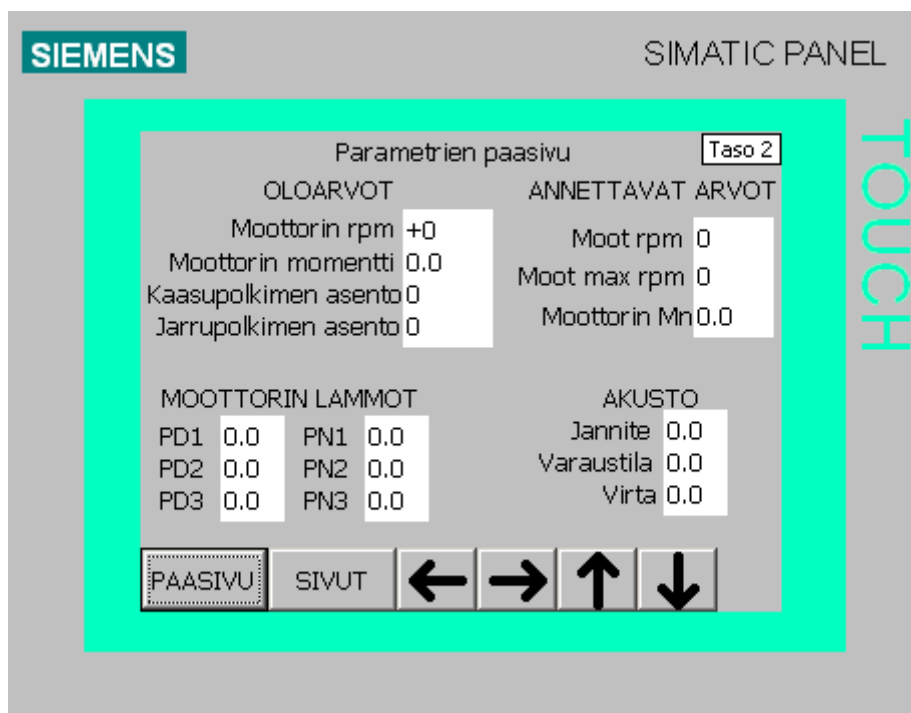 SIEMENS
SIMATIC PANEL
TOUCH
Parametrien paasivu
Taso 2
OLOARVOT
Moottorin rpm +0
Moottorin momentti 0.0
Kaasupolkimen asento 0
Jarrupolkimen asento 0
ANNETTAVAT ARVOT
Moot rpm 0
Moot max rpm 0
Moottorin Mn 0.0
MOOTTORIN LAMMOT
PD1 0.0 PN1 0.0
PD2 0.0 PN2 0.0
PD3 0.0 PN3 0.0
AKUSTO
Jannite 0.0
Varaustila 0.0
Virta 0.0
PAASIVU SIVUT